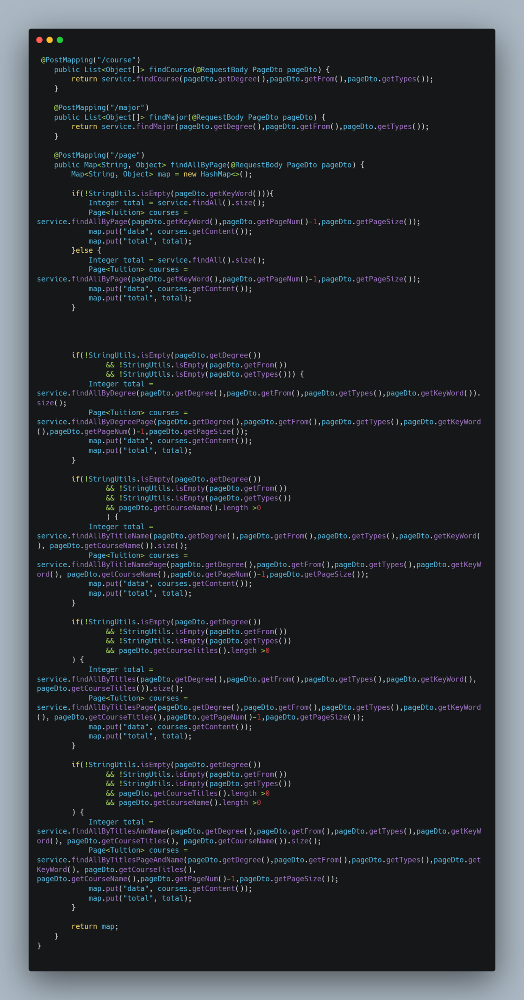 @PostMapping("/course")
public List<Object[]> findCourse(@RequestBody PageDto pageDto) {
return service.findCourse(pageDto.getDegree(),pageDto.getFrom(),pageDto.getTypes());
}
@PostMapping("/major")
public List<Object[]> findMajor(@RequestBody PageDto pageDto) {
return service.findMajor(pageDto.getDegree(),pageDto.getFrom(),pageDto.getTypes());
}
@PostMapping("/page")
public Map<String, Object> findAllByPage(@RequestBody PageDto pageDto) {
Map<String, Object> map = new HashMap<>();
if(!StringUtils.isEmpty(pageDto.getKeyWord())){
Integer total = service.findAll().size();
Page<Tuition> courses =
service.findAllByPage(pageDto.getKeyWord(),pageDto.getPageNum()-1,pageDto.getPageSize());
map.put("data", courses.getContent());
map.put("total", total);
}else {
Integer total = service.findAll().size();
Page<Tuition> courses =
service.findAllByPage(pageDto.getKeyWord(),pageDto.getPageNum()-1,pageDto.getPageSize());
map.put("data", courses.getContent());
map.put("total", total);
}
if(!StringUtils.isEmpty(pageDto.getDegree())
&& !StringUtils.isEmpty(pageDto.getFrom())
&& !StringUtils.isEmpty(pageDto.getTypes())) {
Integer total =
service.findAllByDegree(pageDto.getDegree(),pageDto.getFrom(),pageDto.getTypes(),pageDto.getKeyWord()).
size();
Page<Tuition> courses =
service.findAllByDegreePage(pageDto.getDegree(),pageDto.getFrom(),pageDto.getTypes(),pageDto.getKeyWord
(),pageDto.getPageNum()-1,pageDto.getPageSize());
map.put("data", courses.getContent());
map.put("total", total);
}
if(!StringUtils.isEmpty(pageDto.getDegree())
&& !StringUtils.isEmpty(pageDto.getFrom())
&& !StringUtils.isEmpty(pageDto.getTypes())
&& pageDto.getCourseName().length >0
) {
Integer total =
service.findAllByTitleName(pageDto.getDegree(),pageDto.getFrom(),pageDto.getTypes(),pageDto.getKeyWord(
), pageDto.getCourseName()).size();
Page<Tuition> courses =
service.findAllByTitleNamePage(pageDto.getDegree(),pageDto.getFrom(),pageDto.getTypes(),pageDto.getKeyW
ord(), pageDto.getCourseName(),pageDto.getPageNum()-1,pageDto.getPageSize());
map.put("data", courses.getContent());
map.put("total", total);
}
if(!StringUtils.isEmpty(pageDto.getDegree())
&& !StringUtils.isEmpty(pageDto.getFrom())
&& !StringUtils.isEmpty(pageDto.getTypes())
&& pageDto.getCourseTitles().length >0
) {
Integer total =
service.findAllByTitles(pageDto.getDegree(),pageDto.getFrom(),pageDto.getTypes(),pageDto.getKeyWord(),
pageDto.getCourseTitles()).size();
Page<Tuition> courses =
service.findAllByTitlesPage(pageDto.getDegree(),pageDto.getFrom(),pageDto.getTypes(),pageDto.getKeyWord
(), pageDto.getCourseTitles(),pageDto.getPageNum()-1,pageDto.getPageSize());
map.put("data", courses.getContent());
map.put("total", total);
}
if(!StringUtils.isEmpty(pageDto.getDegree())
&& !StringUtils.isEmpty(pageDto.getFrom())
&& !StringUtils.isEmpty(pageDto.getTypes())
&& pageDto.getCourseTitles().length >0
&& pageDto.getCourseName().length >0
) {
Integer total =
service.findAllByTitlesAndName(pageDto.getDegree(),pageDto.getFrom(),pageDto.getTypes(),pageDto.getKeyW
ord(), pageDto.getCourseTitles(), pageDto.getCourseName()).size();
Page<Tuition> courses =
service.findAllByTitlesPageAndName(pageDto.getDegree(),pageDto.getFrom(),pageDto.getTypes(),pageDto.get
KeyWord(), pageDto.getCourseTitles(),
pageDto.getCourseName(),pageDto.getPageNum()-1,pageDto.getPageSize());
map.put("data", courses.getContent());
map.put("total", total);
}
return map;
}
}